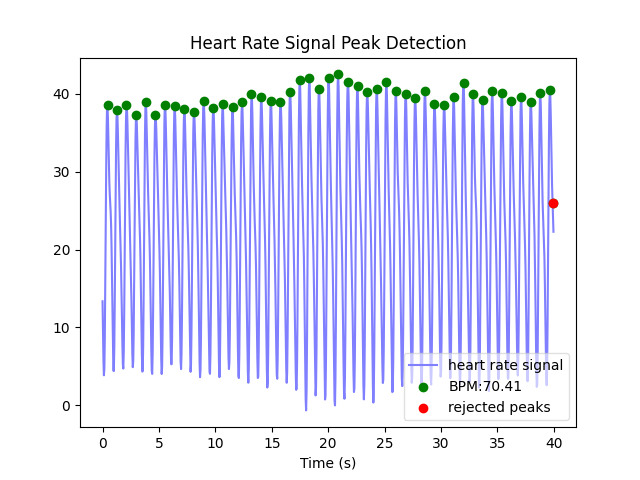 Heart Rate Signal Peak Detection
40
30
20
10
0
heart rate signal
BPM:70.41
rejected peaks
0 5 10 15 20 25 30 35 40
Time (s)